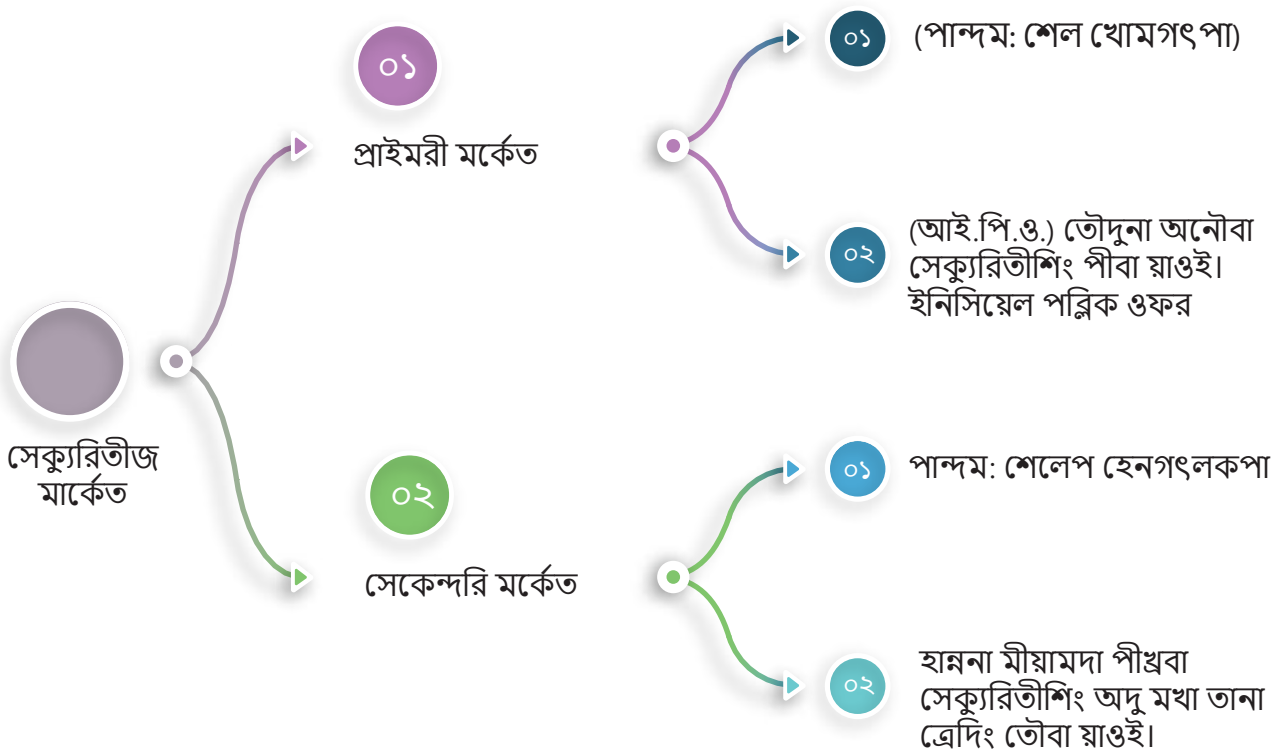 সেক্যুরিতীজ
মার্কেত
০১
প্রাইমরী মর্কেত
০১
(পান্দম: শেল খোমগৎপা)
০২
(আই.পি.ও.) তৌদুনা অনৌবা
সেক্যুরিতীশিং পীবা য়াওই।
ইনিসিয়েল পব্লিক ওফর
০২
সেকেন্দরি মর্কেত
০১
পান্দম: শেলেপ হেনগৎলকপা
০২
হান্ননা মীয়ামদা পীখ্রবা
সেক্যুরিতীশিং অদু মখা তানা
ত্রেদিং তৌবা য়াওই।